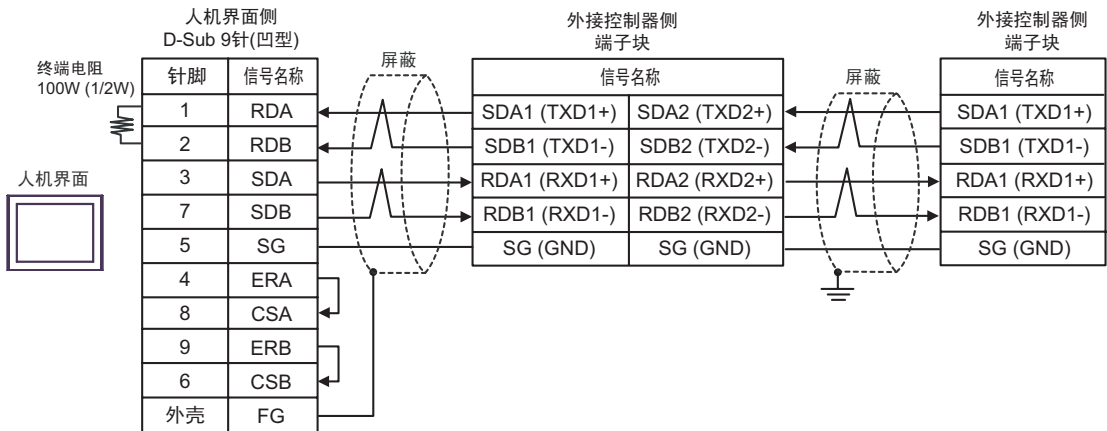 人机界面侧
D-Sub 9针(凹型)
外接控制器侧
端子块
外接控制器侧
端子块
终端电阻
100W (1/2W)
屏蔽
屏蔽
人机界面
针脚 信号名称
1 RDA
2 RDB
3 SDA
7 SDB
5 SG
4 ERA
8 CSA
9 ERB
6 CSB
外壳 FG
信号名称
SDA1 (TXD1+) SDA2 (TXD2+)
SDB1 (TXD1-) SDB2 (TXD2-)
RDA1 (RXD1+) RDA2 (RXD2+)
RDB1 (RXD1-) RDB2 (RXD2-)
SG (GND) SG (GND)
信号名称
SDA1 (TXD1+)
SDB1 (TXD1-)
RDA1 (RXD1+)
RDB1 (RXD1-)
SG (GND)